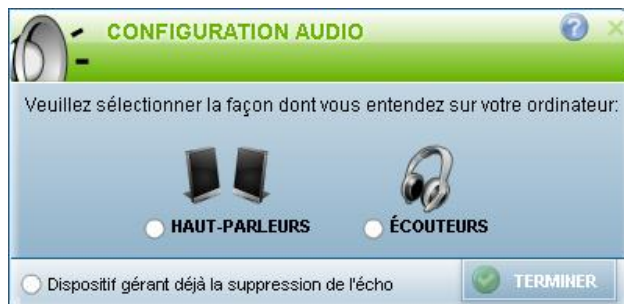 CONFIGURATION AUDIO
Veuillez sélectionner la façon dont vous entendez sur votre ordinateur:
HAUT-PARLEURS
ÉCOUTEURS
Dispositif gérant déjà la suppression de l'écho
TERMINER